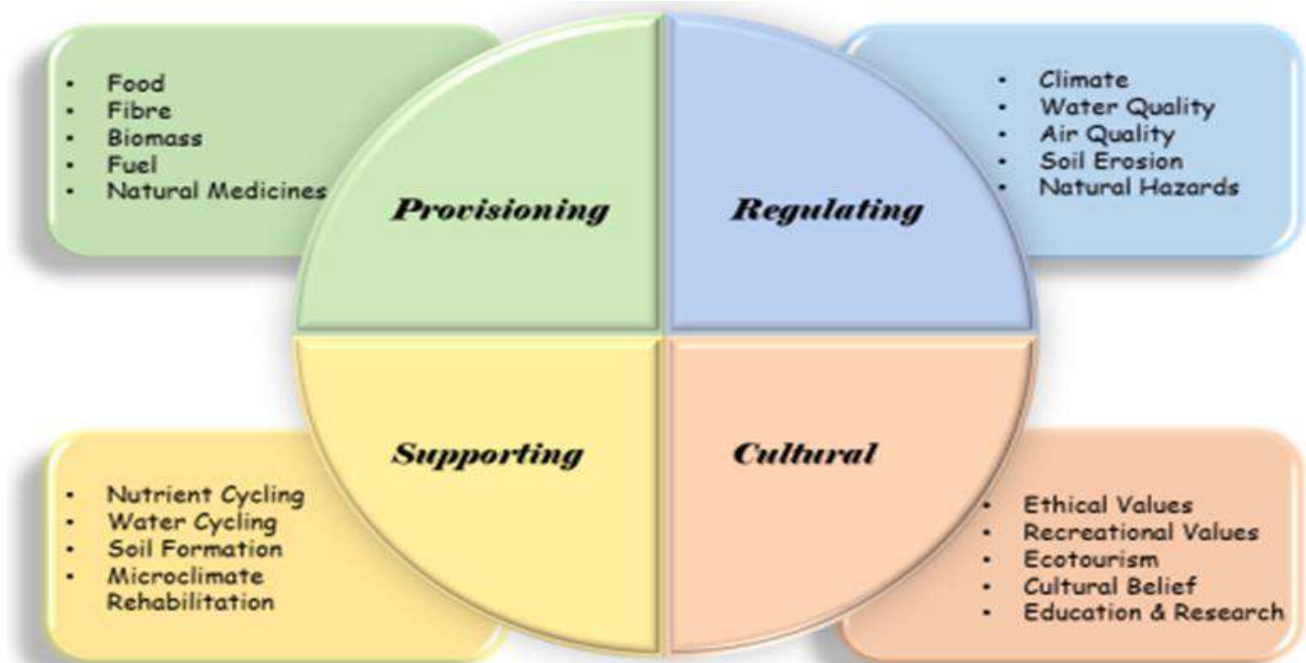 • Food
• Fibre
• Biomass
• Fuel
• Natural Medicines
Provisioning
Regulating
• Climate
• Water Quality
• Air Quality
• Soil Erosion
• Natural Hazards
Supporting
• Nutrient Cycling
• Water Cycling
• Soil Formation
• Microclimate
Rehabilitation
Cultural
• Ethical Values
• Recreational Values
• Ecotourism
• Cultural Belief
• Education & Research